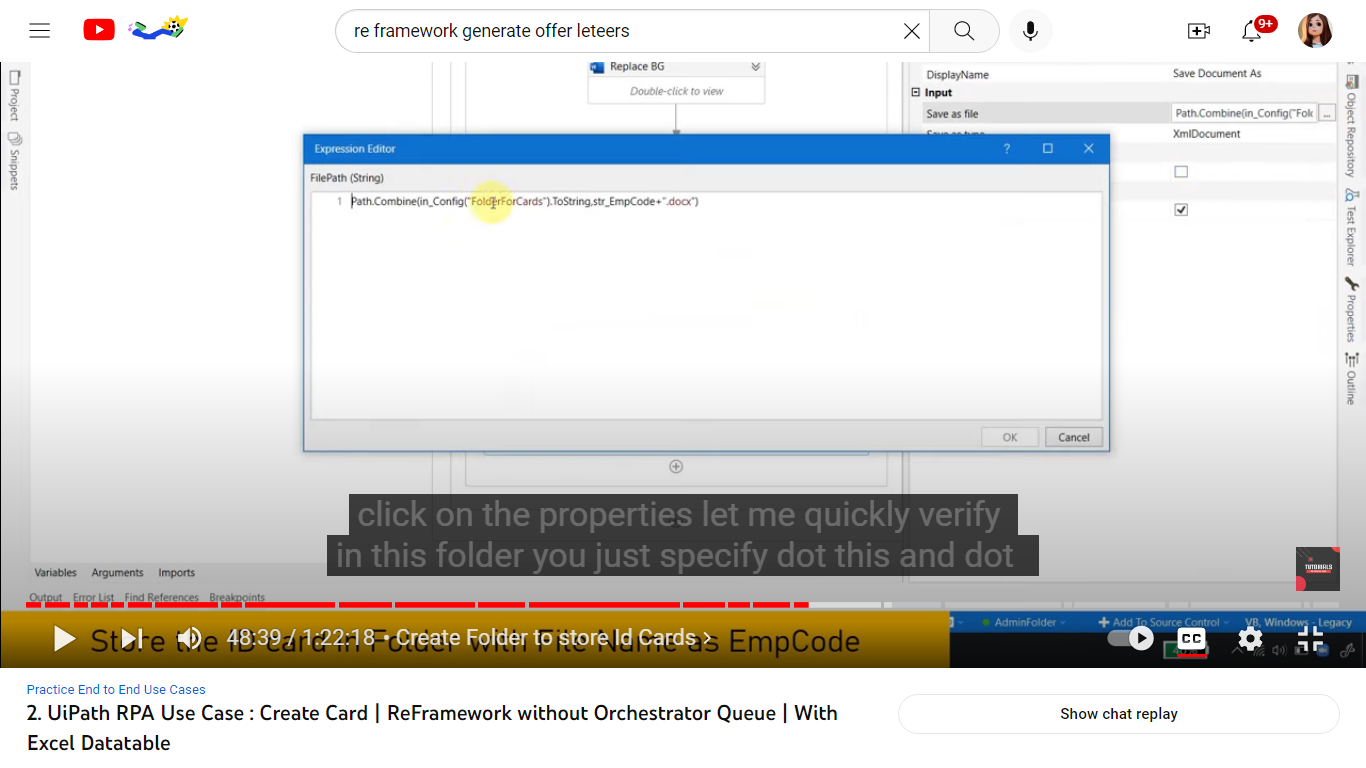 re framework generate offer leteers
9+
Project
Snippets
Replace BG
Double-click to view
DisplayName
Save Document As
Input
Save as file
Path.Combine(in_Config("Fok
...
Save as type
XmlDocument
Object Repository
Test Explorer
Properties
Outline
Expression Editor
?
FilePath (String)
1 Path.Combine(in_Config("FolderForCards").ToString,str_EmpCode+".docx")
OK
Cancel
click on the properties let me quickly verify
in this folder you just specify dot this and dot
TUTORIALS
Variables Arguments Imports
Output Error List Find References Breakpoints
Store the ID card in Folder with File Name as EmpCode
48:39 / 1:22:18 • Create Folder to store Id Cards ›
AdminFolder
Add To Source Control
VB, Windows - Legacy
CC
Practice End to End Use Cases
2. UiPath RPA Use Case : Create Card | ReFramework without Orchestrator Queue | With
Excel Datatable
Show chat replay